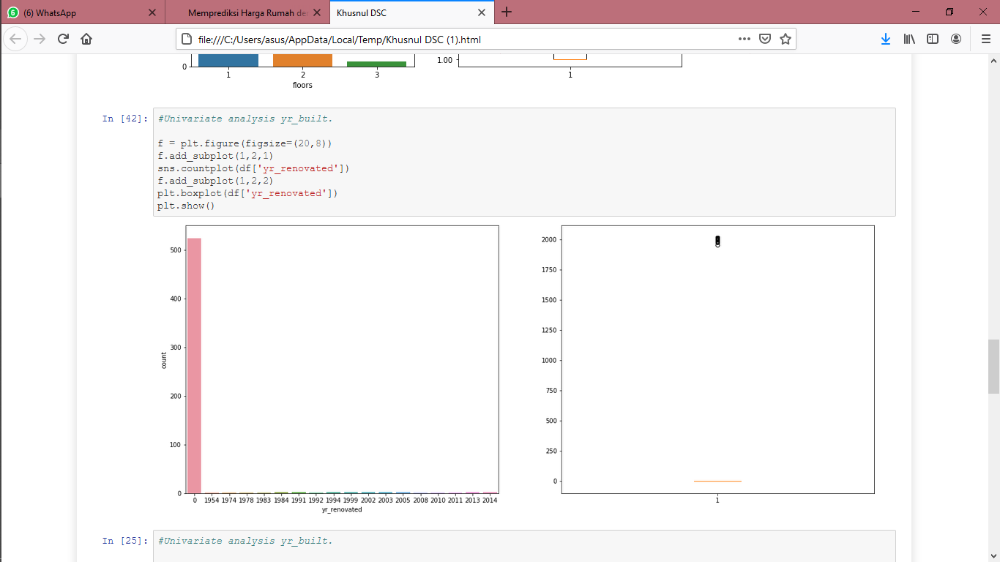 (6) WhatsApp
Memprediksi Harga Rumah de
Khusnul DSC
file:///C:/Users/asus/AppData/Local/Temp/Khusnul DSC (1).html
0
1 2 3
floors
1.00
1
In [42]:
#Univariate analysis yr_built.
f = plt.figure(figsize=(20,8))
f.add_subplot(1,2,1)
sns.countplot(df['yr_renovated'])
f.add_subplot(1,2,2)
plt.boxplot(df['yr_renovated'])
plt.show()
500
400
300
200
100
0
count
0 1954 1974 1978 1983 1984 1991 1992 1994 1999 2002 2003 2005 2008 2010 2011 2013 2014
yr_renovated
2000
1750
1500
1250
1000
750
500
250
0
1
In [25]:
#Univariate analysis yr_built.